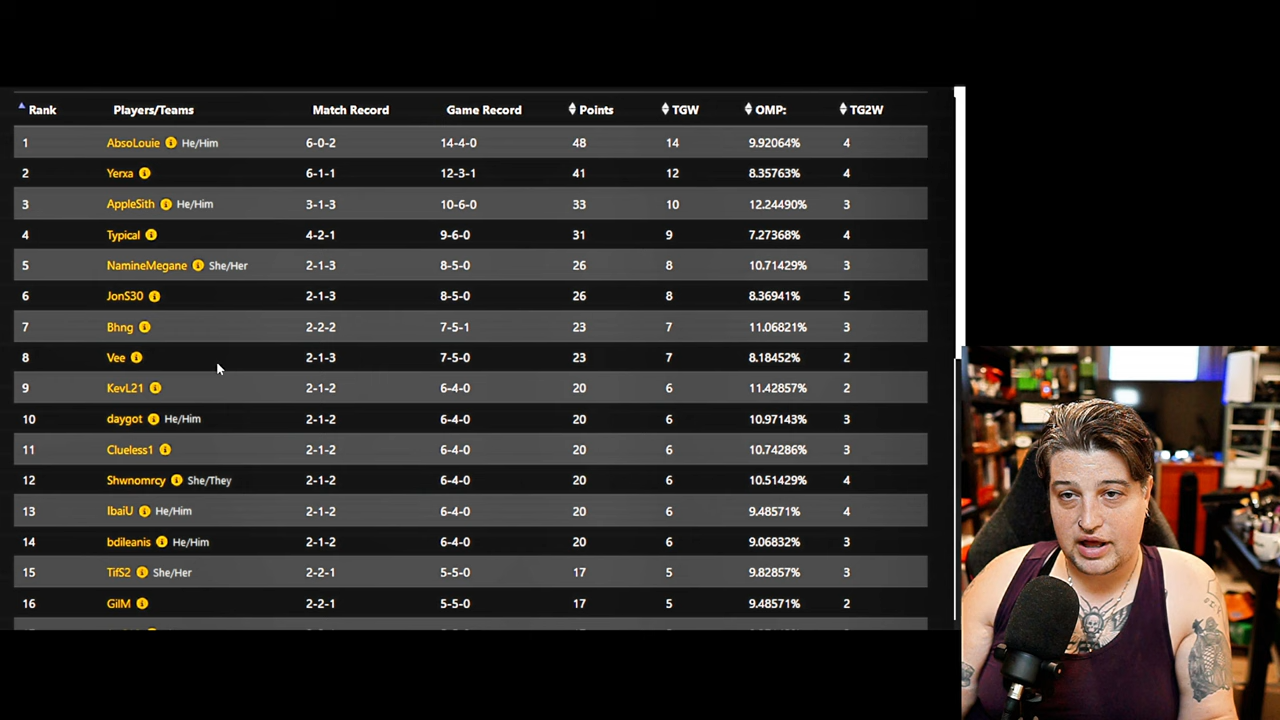 Rank Players/Teams Match Record Game Record Points TGW OMP: TG2W
1 AbsoLouie He/Him 6-0-2 14-4-0 48 14 9.92064% 4
2 Yerxa 6-1-1 12-3-1 41 12 8.35763% 4
3 AppleSith He/Him 3-1-3 10-6-0 33 10 12.24490% 3
4 Typical 4-2-1 9-6-0 31 9 7.27368% 4
5 NamineMegane She/Her 2-1-3 8-5-0 26 8 10.71429% 3
6 JonS30 2-1-3 8-5-0 26 8 8.36941% 5
7 Bhng 2-2-2 7-5-1 23 7 11.06821% 3
8 Vee 2-1-3 7-5-0 23 7 8.18452% 2
9 KevL21 2-1-2 6-4-0 20 6 11.42857% 2
10 daygot He/Him 2-1-2 6-4-0 20 6 10.97143% 3
11 Clueless1 2-1-2 6-4-0 20 6 10.74286% 3
12 Shwnomrcy She/They 2-1-2 6-4-0 20 6 10.51429% 4
13 IbaiU He/Him 2-1-2 6-4-0 20 6 9.48571% 4
14 bdileanis He/Him 2-1-2 6-4-0 20 6 9.06832% 3
15 TifS2 She/Her 2-2-1 5-5-0 17 5 9.82857% 3
16 GilM 2-2-1 5-5-0 17 5 9.48571% 2